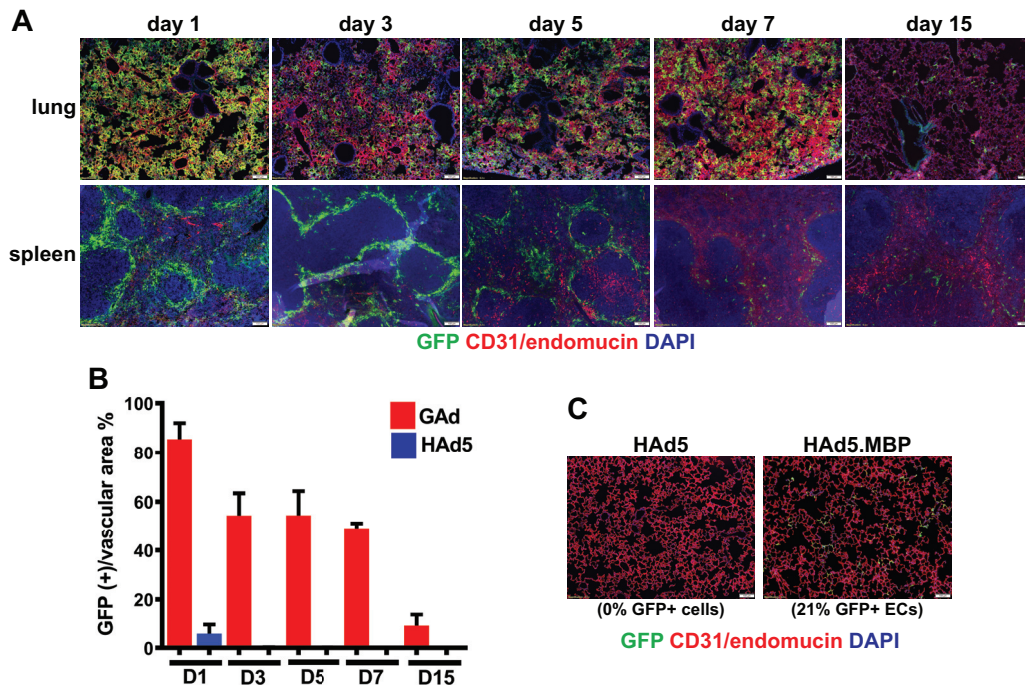 A
day 1 day 3 day 5 day 7 day 15
lung
spleen
GFP CD31/endomucin DAPI
B
GFP (+)/vascular area %
100
80
60
40
20
0
GAd
HAd5
D1 D3 D5 D7 D15
C
HAd5 HAd5.MBP
(0% GFP+ cells) (21% GFP+ ECs)
GFP CD31/endomucin DAPI